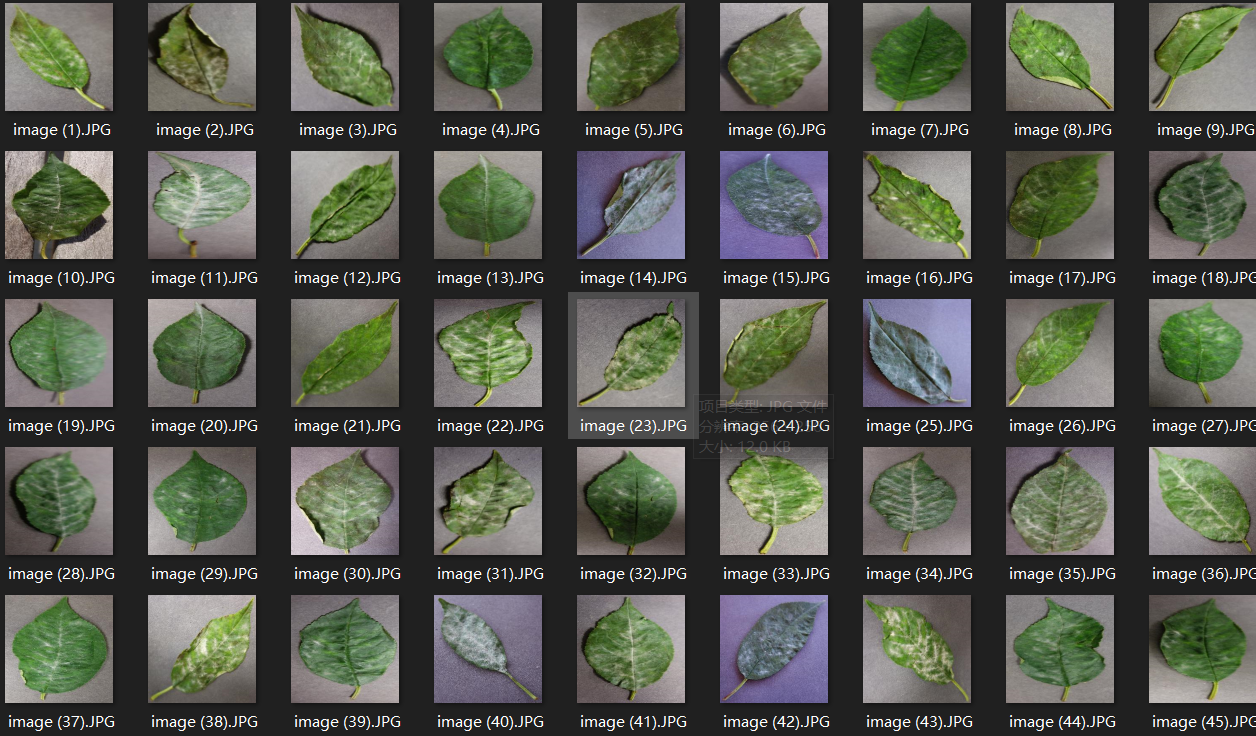 image (1).JPG
image (2).JPG
image (3).JPG
image (4).JPG
image (5).JPG
image (6).JPG
image (7).JPG
image (8).JPG
image (9).JPG
image (10).JPG
image (11).JPG
image (12).JPG
image (13).JPG
image (14).JPG
image (15).JPG
image (16).JPG
image (17).JPG
image (18).JPG
image (19).JPG
image (20).JPG
image (21).JPG
image (22).JPG
image (23).JPG
image (24).JPG
image (25).JPG
image (26).JPG
image (27).JPG
项目类型: JPG 文件
大小: 12.0 KB
image (28).JPG
image (29).JPG
image (30).JPG
image (31).JPG
image (32).JPG
image (33).JPG
image (34).JPG
image (35).JPG
image (36).JPG
image (37).JPG
image (38).JPG
image (39).JPG
image (40).JPG
image (41).JPG
image (42).JPG
image (43).JPG
image (44).JPG
image (45).JPG